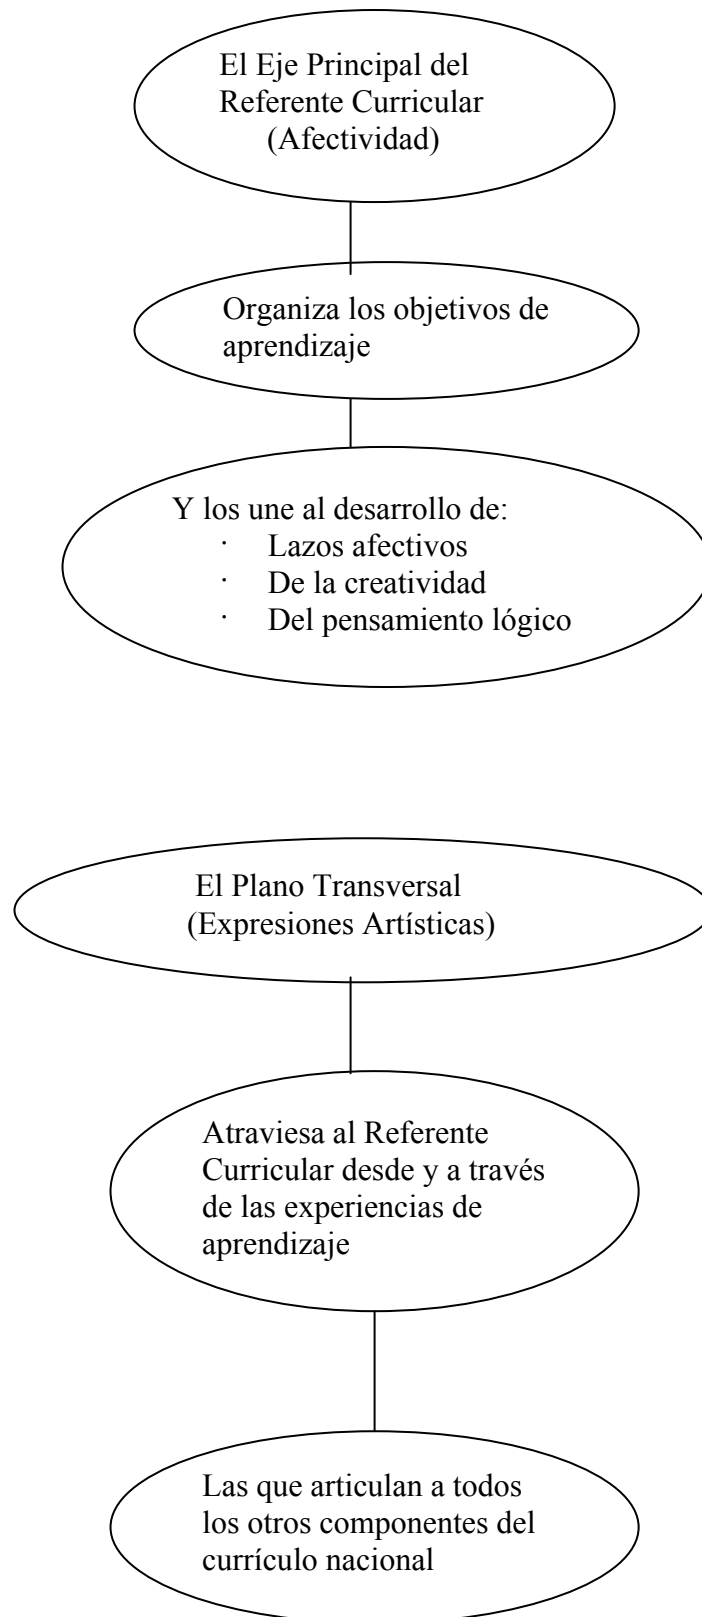 El Eje Principal del
Referente Curricular
(Afectividad)
Organiza los objetivos de
aprendizaje
Y los une al desarrollo de:
· Lazos afectivos
· De la creatividad
· Del pensamiento lógico
El Plano Transversal
(Expresiones Artísticas)
Atraviesa al Referente
Curricular desde y a través
de las experiencias de
aprendizaje
Las que articulan a todos
los otros componentes del
currículo nacional